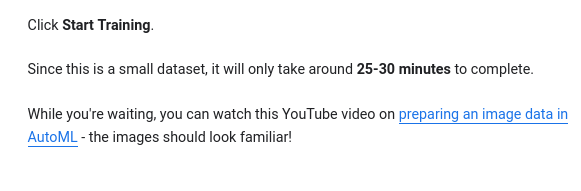 Click Start Training.
Since this is a small dataset, it will only take around 25-30 minutes to complete.
While you're waiting, you can watch this YouTube video on preparing an image data in
AutoML - the images should look familiar!